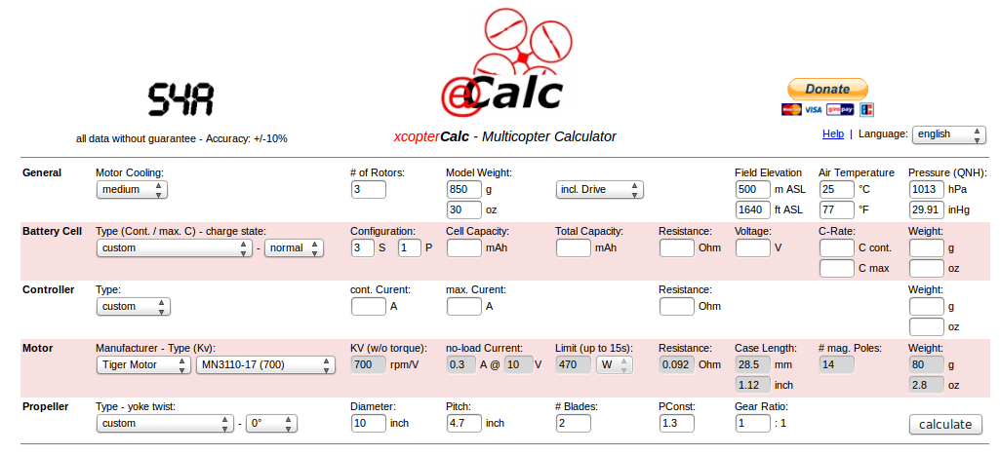 S4A
@Calc
Donate
MasterCard VISA giropay
all data without guarantee - Accuracy: +/-10%
xcopterCalc - Multicopter Calculator
Help | Language: english
General Motor Cooling: # of Rotors: Model Weight: Field Elevation Air Temperature Pressure (QNH):
medium 3 850 g incl. Drive 500 m ASL 25 °C 1013 hPa
30 oz 1640 ft ASL 77 °F 29.91 inHg
Battery Cell Type (Cont. / max. C) - charge state: Configuration: Cell Capacity: Total Capacity: Resistance: Voltage: C-Rate: Weight:
custom - normal 3 S 1 P mAh mAh Ohm V C cont. g
C max oz
Controller Type: cont. Curent: max. Curent: Resistance: Weight:
custom A A Ohm g
oz
Motor Manufacturer - Type (Kv): KV (w/o torque): no-load Current: Limit (up to 15s): Resistance: Case Length: # mag. Poles: Weight:
Tiger Motor MN3110-17 (700) 700 rpm/V 0.3 A @ 10 V 470 W 0.092 Ohm 28.5 mm 14 80 g
1.12 inch 2.8 oz
Propeller Type - yoke twist: Diameter: Pitch: # Blades: PConst: Gear Ratio:
custom - 0° 10 inch 4.7 inch 2 1.3 1 : 1 calculate